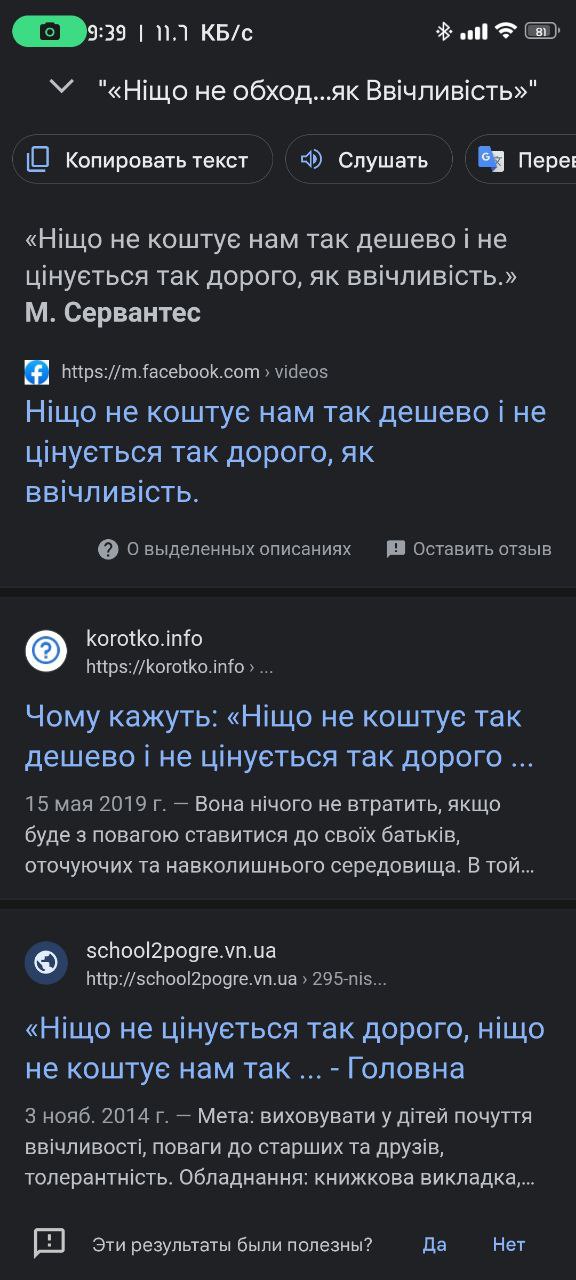 9:39 | 11.7 КБ/с 81
"«Ніщо не обход...як Ввічливість»"
Копировать текст Слушать Перев
«Ніщо не коштує нам так дешево і не
цінується так дорого, як ввічливість.»
М. Сервантес
https://m.facebook.com › videos
Ніщо не коштує нам так дешево і не
цінується так дорого, як
ввічливість.
О выделенных описаниях Оставить отзыв
korotko.info
https://korotko.info › ...
Чому кажуть: «Ніщо не коштує так
дешево і не цінується так дорого ...
15 мая 2019 г. — Вона нічого не втратить, якщо
буде з повагою ставитися до своїх батьків,
оточуючих та навколишнього середовища. В той...
school2pogre.vn.ua
http://school2pogre.vn.ua › 295-nis...
«Ніщо не цінується так дорого, ніщо
не коштує нам так ... - Головна
3 нояб. 2014 г. — Мета: виховувати у дітей почуття
ввічливості, поваги до старших та друзів,
толерантність. Обладнання: книжкова викладка,...
Эти результаты были полезны? Да Нет